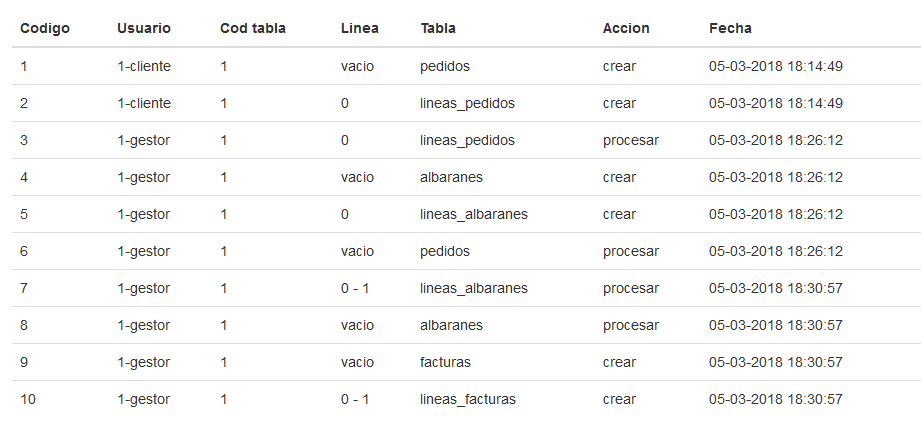 Codigo Usuario Cod tabla Linea Tabla Accion Fecha
1 1-cliente 1 vacio pedidos crear 05-03-2018 18:14:49
2 1-cliente 1 0 lineas_pedidos crear 05-03-2018 18:14:49
3 1-gestor 1 0 lineas_pedidos procesar 05-03-2018 18:26:12
4 1-gestor 1 vacio albaranes crear 05-03-2018 18:26:12
5 1-gestor 1 0 lineas_albaranes crear 05-03-2018 18:26:12
6 1-gestor 1 vacio pedidos procesar 05-03-2018 18:26:12
7 1-gestor 1 0 - 1 lineas_albaranes procesar 05-03-2018 18:30:57
8 1-gestor 1 vacio albaranes procesar 05-03-2018 18:30:57
9 1-gestor 1 vacio facturas crear 05-03-2018 18:30:57
10 1-gestor 1 0 - 1 lineas_facturas crear 05-03-2018 18:30:57